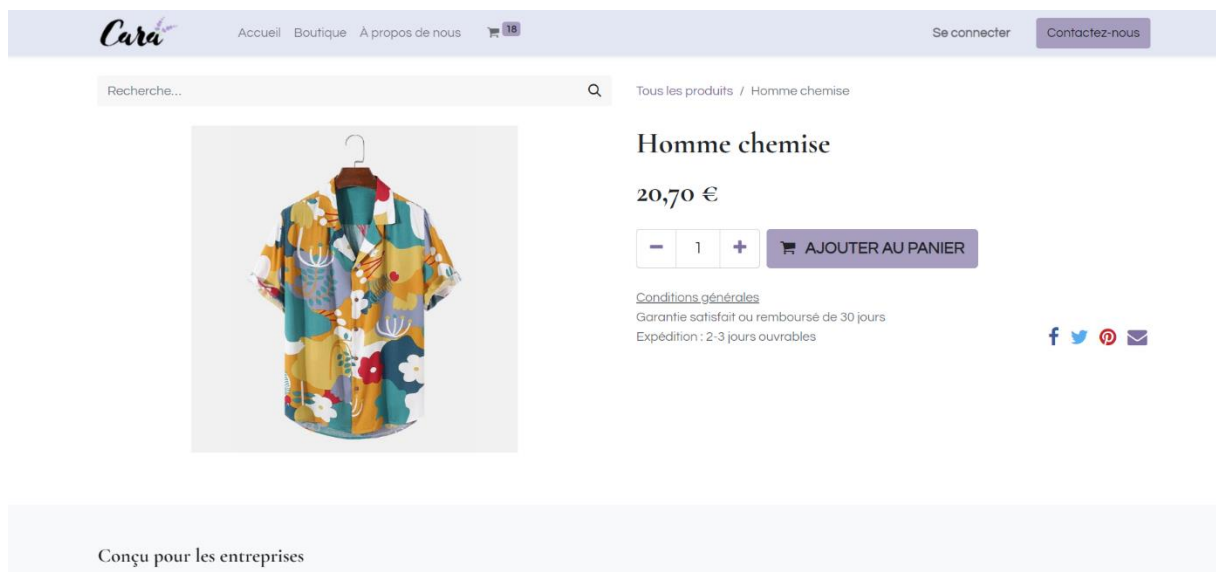 Cara
Accueil Boutique À propos de nous 18 Se connecter Contactez-nous
Recherche...
Tous les produits / Homme chemise
Homme chemise
20,70 €
1
AJOUTER AU PANIER
Conditions générales
Garantie satisfait ou remboursé de 30 jours
Expédition : 2-3 jours ouvrables
Conçu pour les entreprises